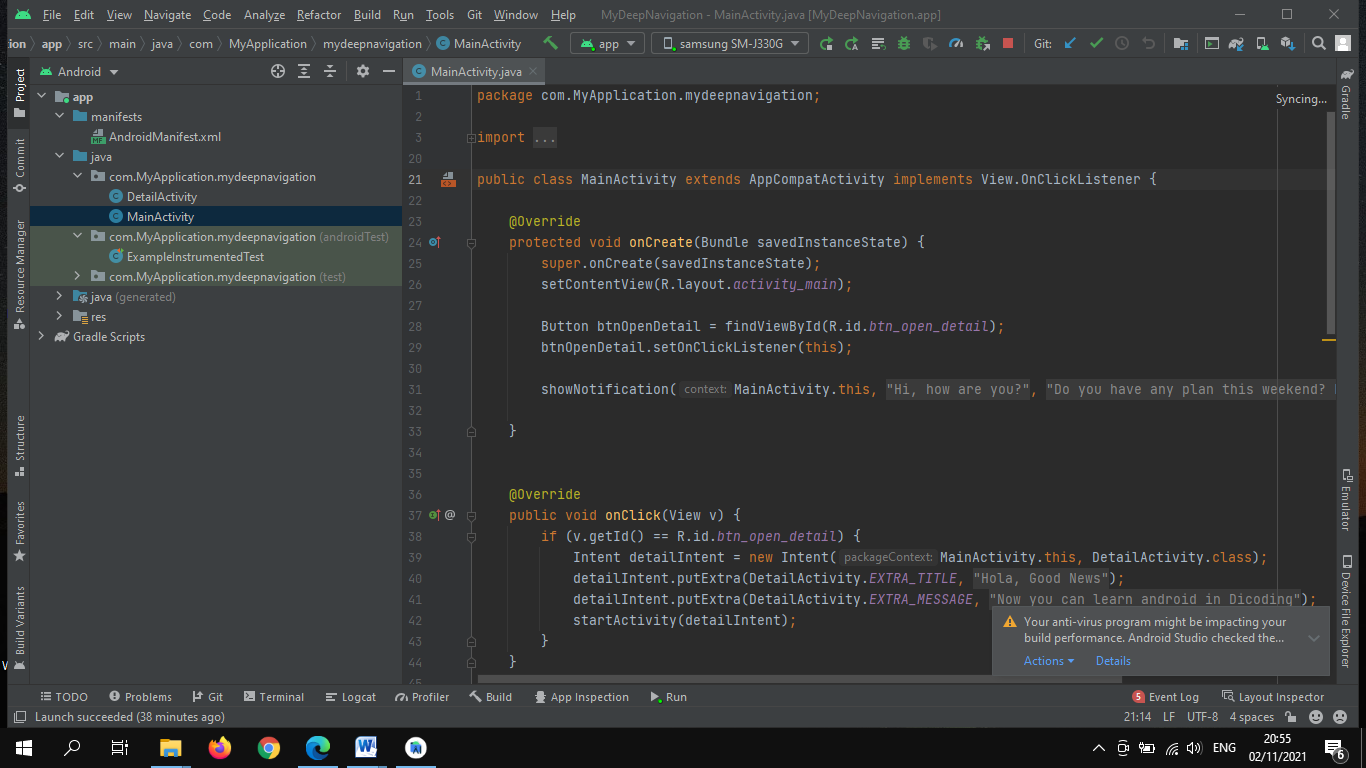 File Edit View Navigate Code Analyze Refactor Build Run Tools Git Window Help MyDeepNavigation - MainActivity.java [MyDeepNavigation.app]
tion app src main java com MyApplication mydeepnavigation MainActivity app samsung SM-J330G Git:
Android
MainActivity.java
Project
Commit
Resource Manager
Structure
Favorites
Build Variants
app
manifests
AndroidManifest.xml
java
com.MyApplication.mydeepnavigation
DetailActivity
MainActivity
com.MyApplication.mydeepnavigation (androidTest)
ExampleInstrumentedTest
com.MyApplication.mydeepnavigation (test)
java (generated)
res
Gradle Scripts
1 package com.MyApplication.mydeepnavigation;
Syncing...
2
3 import ...
20
21 public class MainActivity extends AppCompatActivity implements View.OnClickListener {
22
23 @Override
24 protected void onCreate(Bundle savedInstanceState) {
25 super.onCreate(savedInstanceState);
26 setContentView(R.layout.activity_main);
27
28 Button btnOpenDetail = findViewById(R.id.btn_open_detail);
29 btnOpenDetail.setOnClickListener(this);
30
31 showNotification( context: MainActivity.this, "Hi, how are you?", "Do you have any plan this weekend?
32
33 }
34
35
36 @Override
37 @ public void onClick(View v) {
38 if (v.getId() == R.id.btn_open_detail) {
39 Intent detailIntent = new Intent( packageContext: MainActivity.this, DetailActivity.class);
40 detailIntent.putExtra(DetailActivity.EXTRA_TITLE, "Hola, Good News");
41 detailIntent.putExtra(DetailActivity.EXTRA_MESSAGE, "Now you can learn android in Dicoding");
42 startActivity(detailIntent);
43 }
44 }
45
Gradle
Emulator
Device File Explorer
Your anti-virus program might be impacting your
build performance. Android Studio checked the...
Actions Details
TODO Problems Git Terminal Logcat Profiler Build App Inspection Run 5 Event Log Layout Inspector
Launch succeeded (38 minutes ago) 21:14 LF UTF-8 4 spaces
ENG
20:55
02/11/2021
6